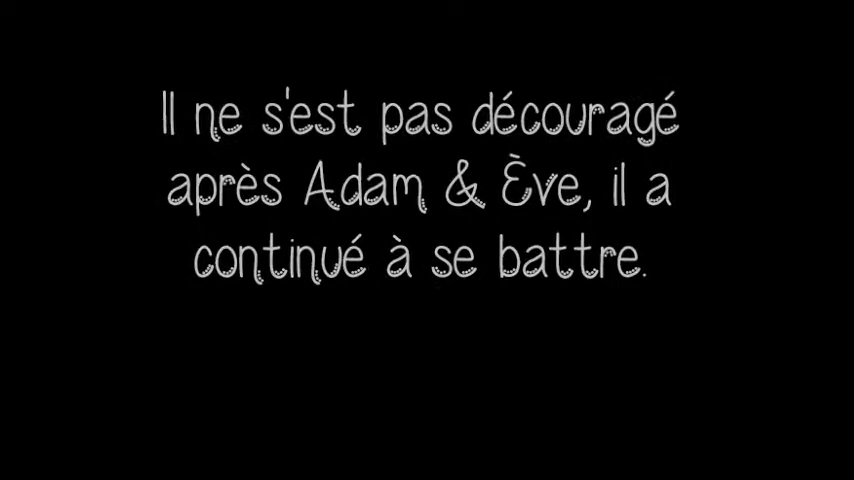 Il ne s'est pas découragé
après Adam & Ève, il a
continué à se battre.